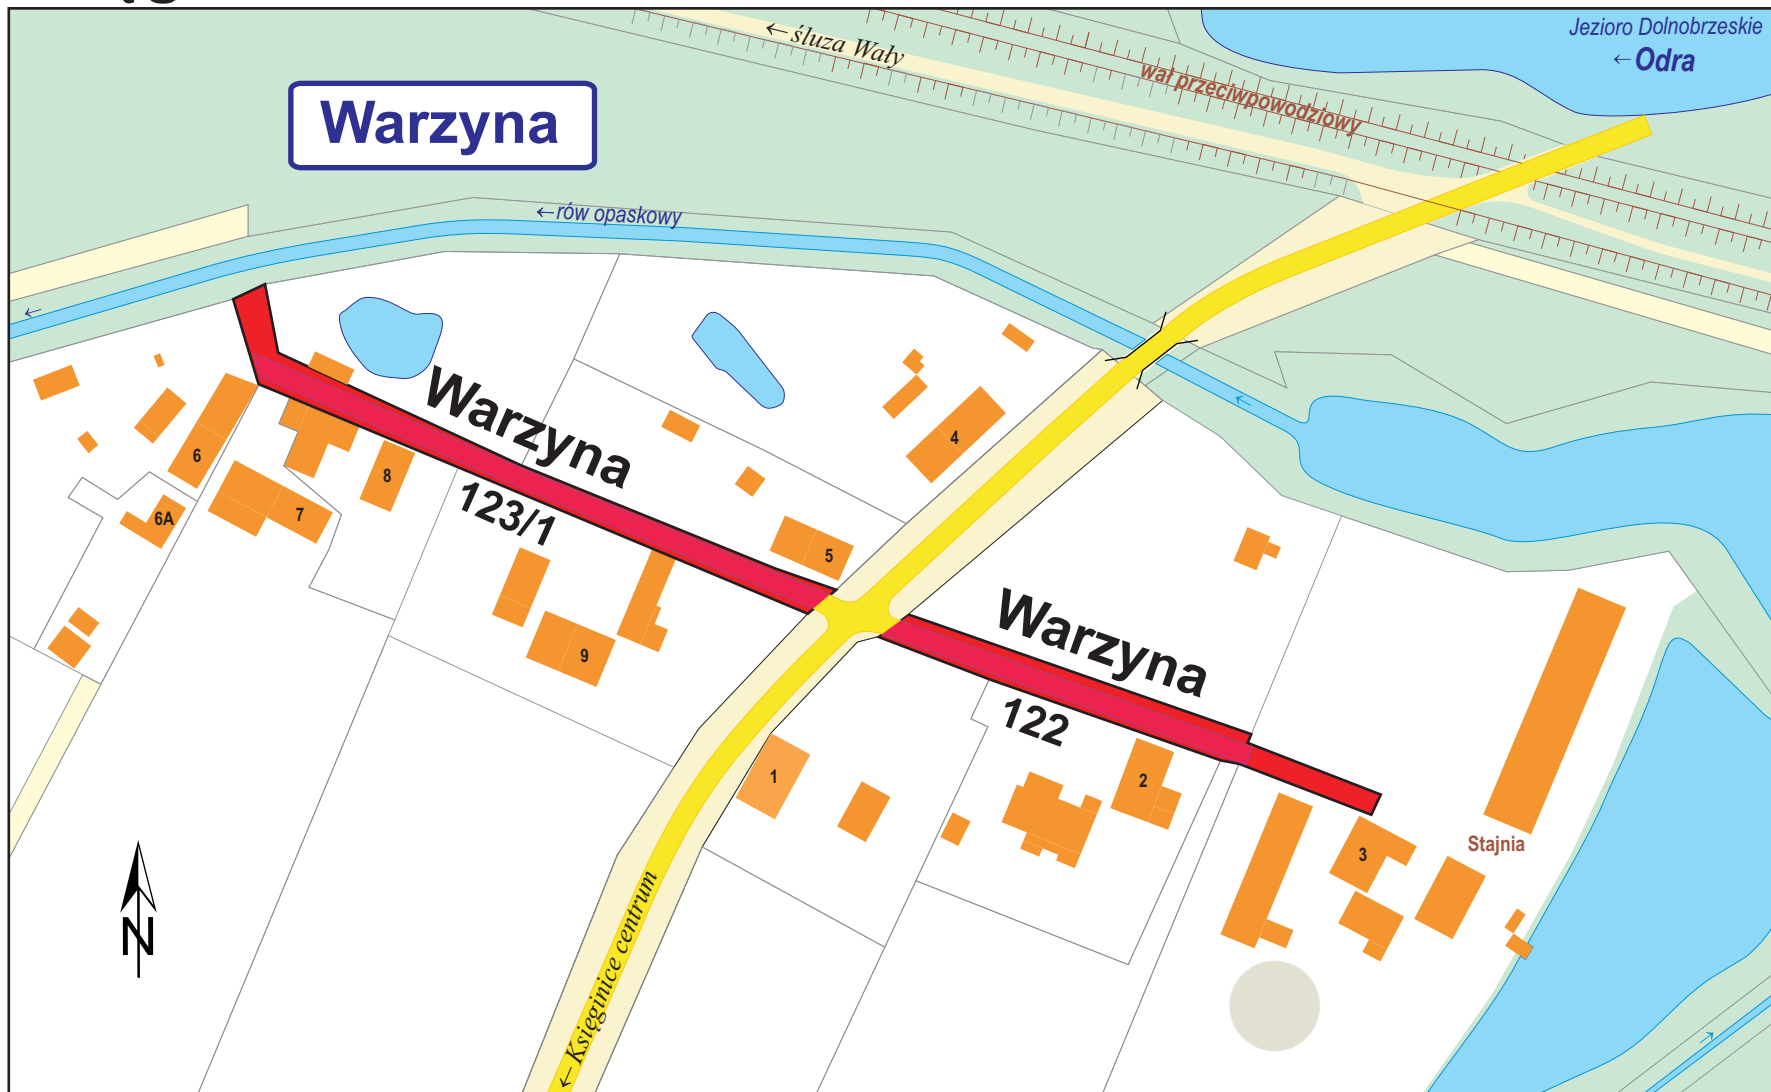 Jezioro Dolnobrzeskie
← Odra
← śluza Wały
wał przeciwpowodziowy
Warzyna
← rów opaskowy
Warzyna
123/1
Warzyna
122
4
5
6
6A
7
8
9
1
2
3
Stajnia
← Księginice centrum
N